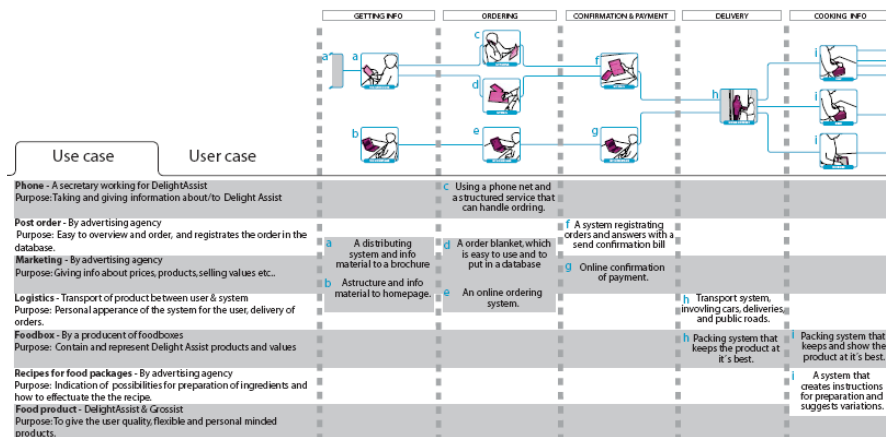 GETTING INFO
ORDERING
CONFIRMATION & PAYMENT
DELIVERY
COOKING INFO
a
a
c
d
f
h
i
i
i
b
e
g
Use case
User case
Phone - A secretary working for DelightAssist
Purpose: Taking and giving information about/to Delight Assist
c Using a phone net and
a structured service that
can handle ordring.
Post order - By advertising agency
Purpose: Easy to overview and order, and registrates the order in the
database.
f A system registrating
orders and answers with a
send confirmation bill
Marketing - By advertising agency
Purpose: Giving info about prices, products, selling values etc..
a A distributing
system and info
material to a brochure
b Astructure and info
material to homepage.
d A order blanket, which
is easy to use and to
put in a database
e An online ordering
system.
g Online confirmation
of payment.
Logistics - Transport of product between user & system
Purpose: Personal apperance of the system for the user, delivery of
orders.
h Transport system,
invovling cars, deliveries,
and public roads.
Foodbox - By a producent of foodboxes
Purpose: Contain and represent Delight Assist products and values
h Packing system that
keeps the product at
it´s best.
i Packing system that
keeps and show the
product at it´s best.
Recipes for food packages - By advertising agency
Purpose: Indication of possibilities for preparation of ingredients and
how to effectuate the the recipe.
i A system that
creates instructions
for preparation and
suggests variations.
Food product - DelightAssist & Grossist
Purpose: To give the user quality, flexible and personal minded
products.